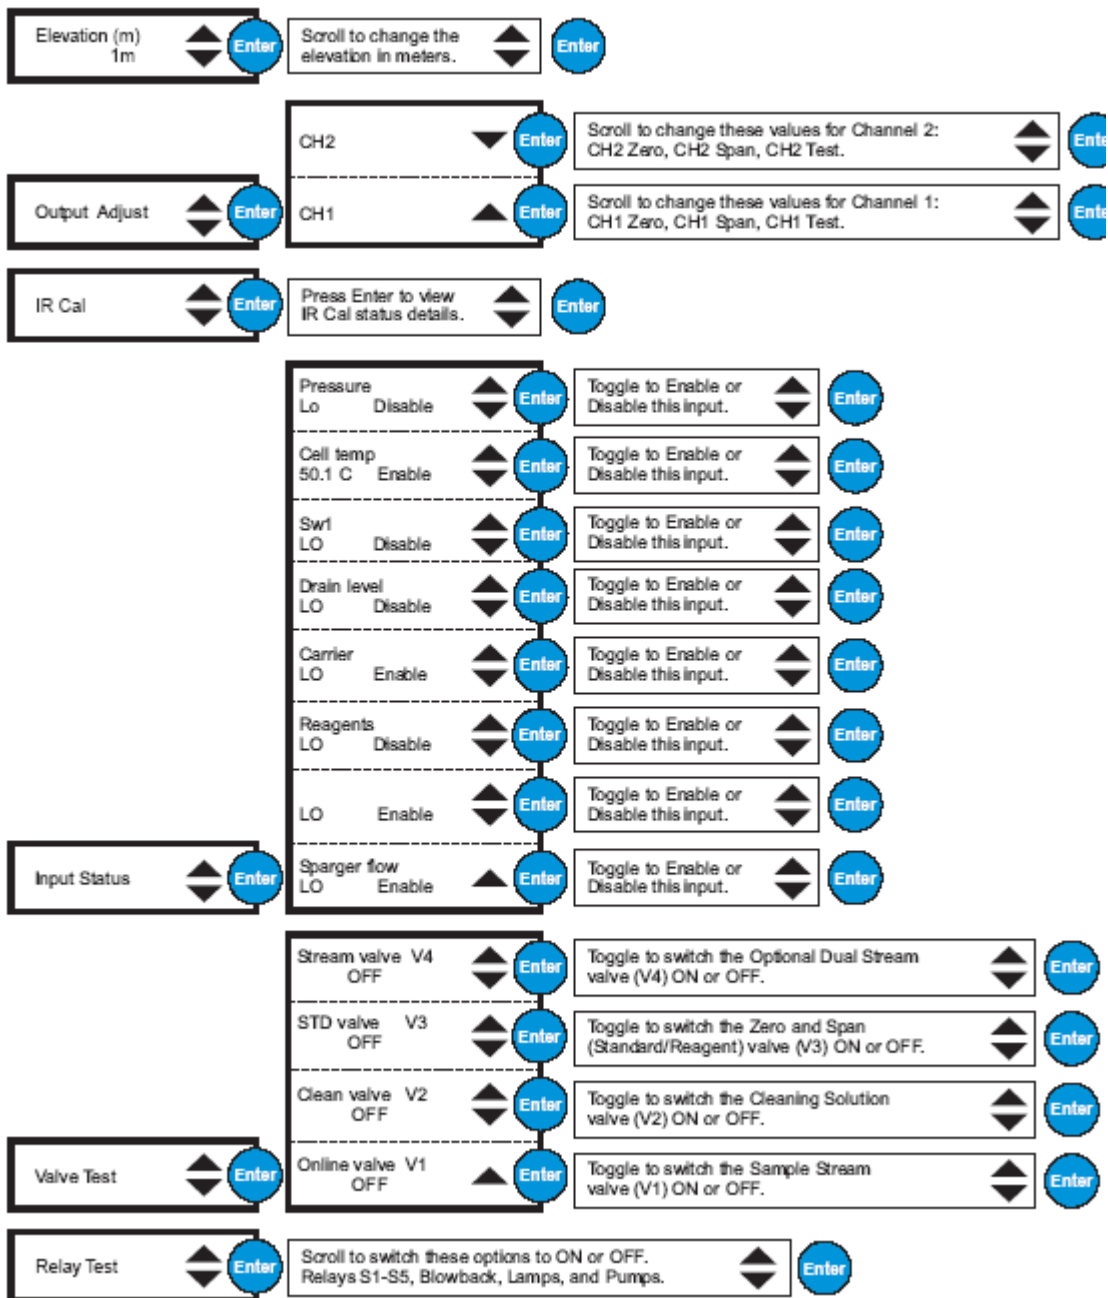 Elevation (m)
1m
Enter
Scroll to change the
elevation in meters.
Enter
CH2
Enter
Scroll to change these values for Channel 2:
CH2 Zero, CH2 Span, CH2 Test.
Ente
Output Adjust
Enter
CH1
Enter
Scroll to change these values for Channel 1:
CH1 Zero, CH1 Span, CH1 Test.
Ente
IR Cal
Enter
Press Enter to view
IR Cal status details.
Enter
Pressure
Lo Disable
Enter
Toggle to Enable or
Disable this input.
Enter
Cell temp
50.1 C Enable
Enter
Toggle to Enable or
Disable this input.
Enter
Sw1
LO Disable
Enter
Toggle to Enable or
Disable this input.
Enter
Drain level
LO Disable
Enter
Toggle to Enable or
Disable this input.
Enter
Carrier
LO Enable
Enter
Toggle to Enable or
Disable this input.
Enter
Reagents
LO Disable
Enter
Toggle to Enable or
Disable this input.
Enter
LO Enable
Enter
Toggle to Enable or
Disable this input.
Enter
Input Status
Enter
Sparger flow
LO Enable
Enter
Toggle to Enable or
Disable this input.
Enter
Stream valve V4
OFF
Enter
Toggle to switch the Optional Dual Stream
valve (V4) ON or OFF.
Enter
STD valve V3
OFF
Enter
Toggle to switch the Zero and Span
(Standard/Reagent) valve (V3) ON or OFF.
Enter
Clean valve V2
OFF
Enter
Toggle to switch the Cleaning Solution
valve (V2) ON or OFF.
Enter
Valve Test
Enter
Online valve V1
OFF
Enter
Toggle to switch the Sample Stream
valve (V1) ON or OFF.
Enter
Relay Test
Enter
Scroll to switch these options to ON or OFF.
Relays S1-S5, Blowback, Lamps, and Pumps.
Enter